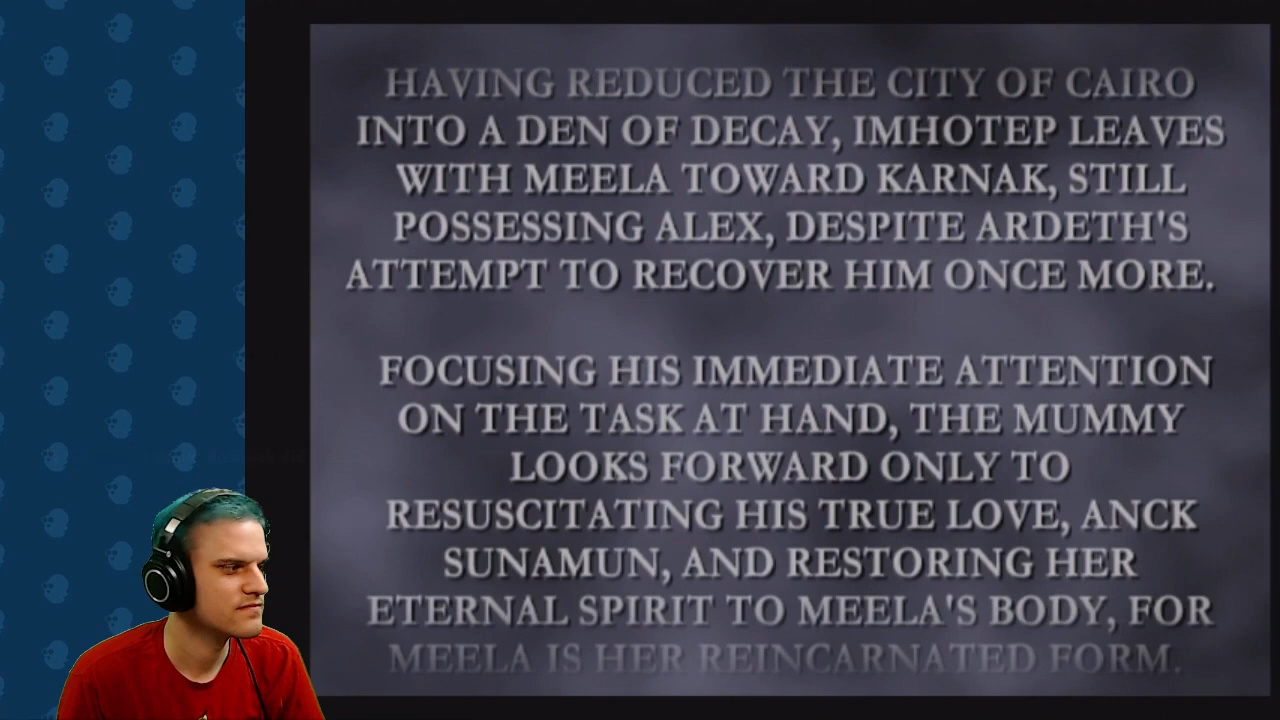 HAVING REDUCED THE CITY OF CAIRO
INTO A DEN OF DECAY, IMHOTEP LEAVES
WITH MEELA TOWARD KARNAK, STILL
POSSESSING ALEX, DESPITE ARDETH'S
ATTEMPT TO RECOVER HIM ONCE MORE.
FOCUSING HIS IMMEDIATE ATTENTION
ON THE TASK AT HAND, THE MUMMY
LOOKS FORWARD ONLY TO
RESUSCITATING HIS TRUE LOVE, ANCK
SUNAMUN, AND RESTORING HER
ETERNAL SPIRIT TO MEELA'S BODY, FOR
MEELA IS HER REINCARNATED FORM.